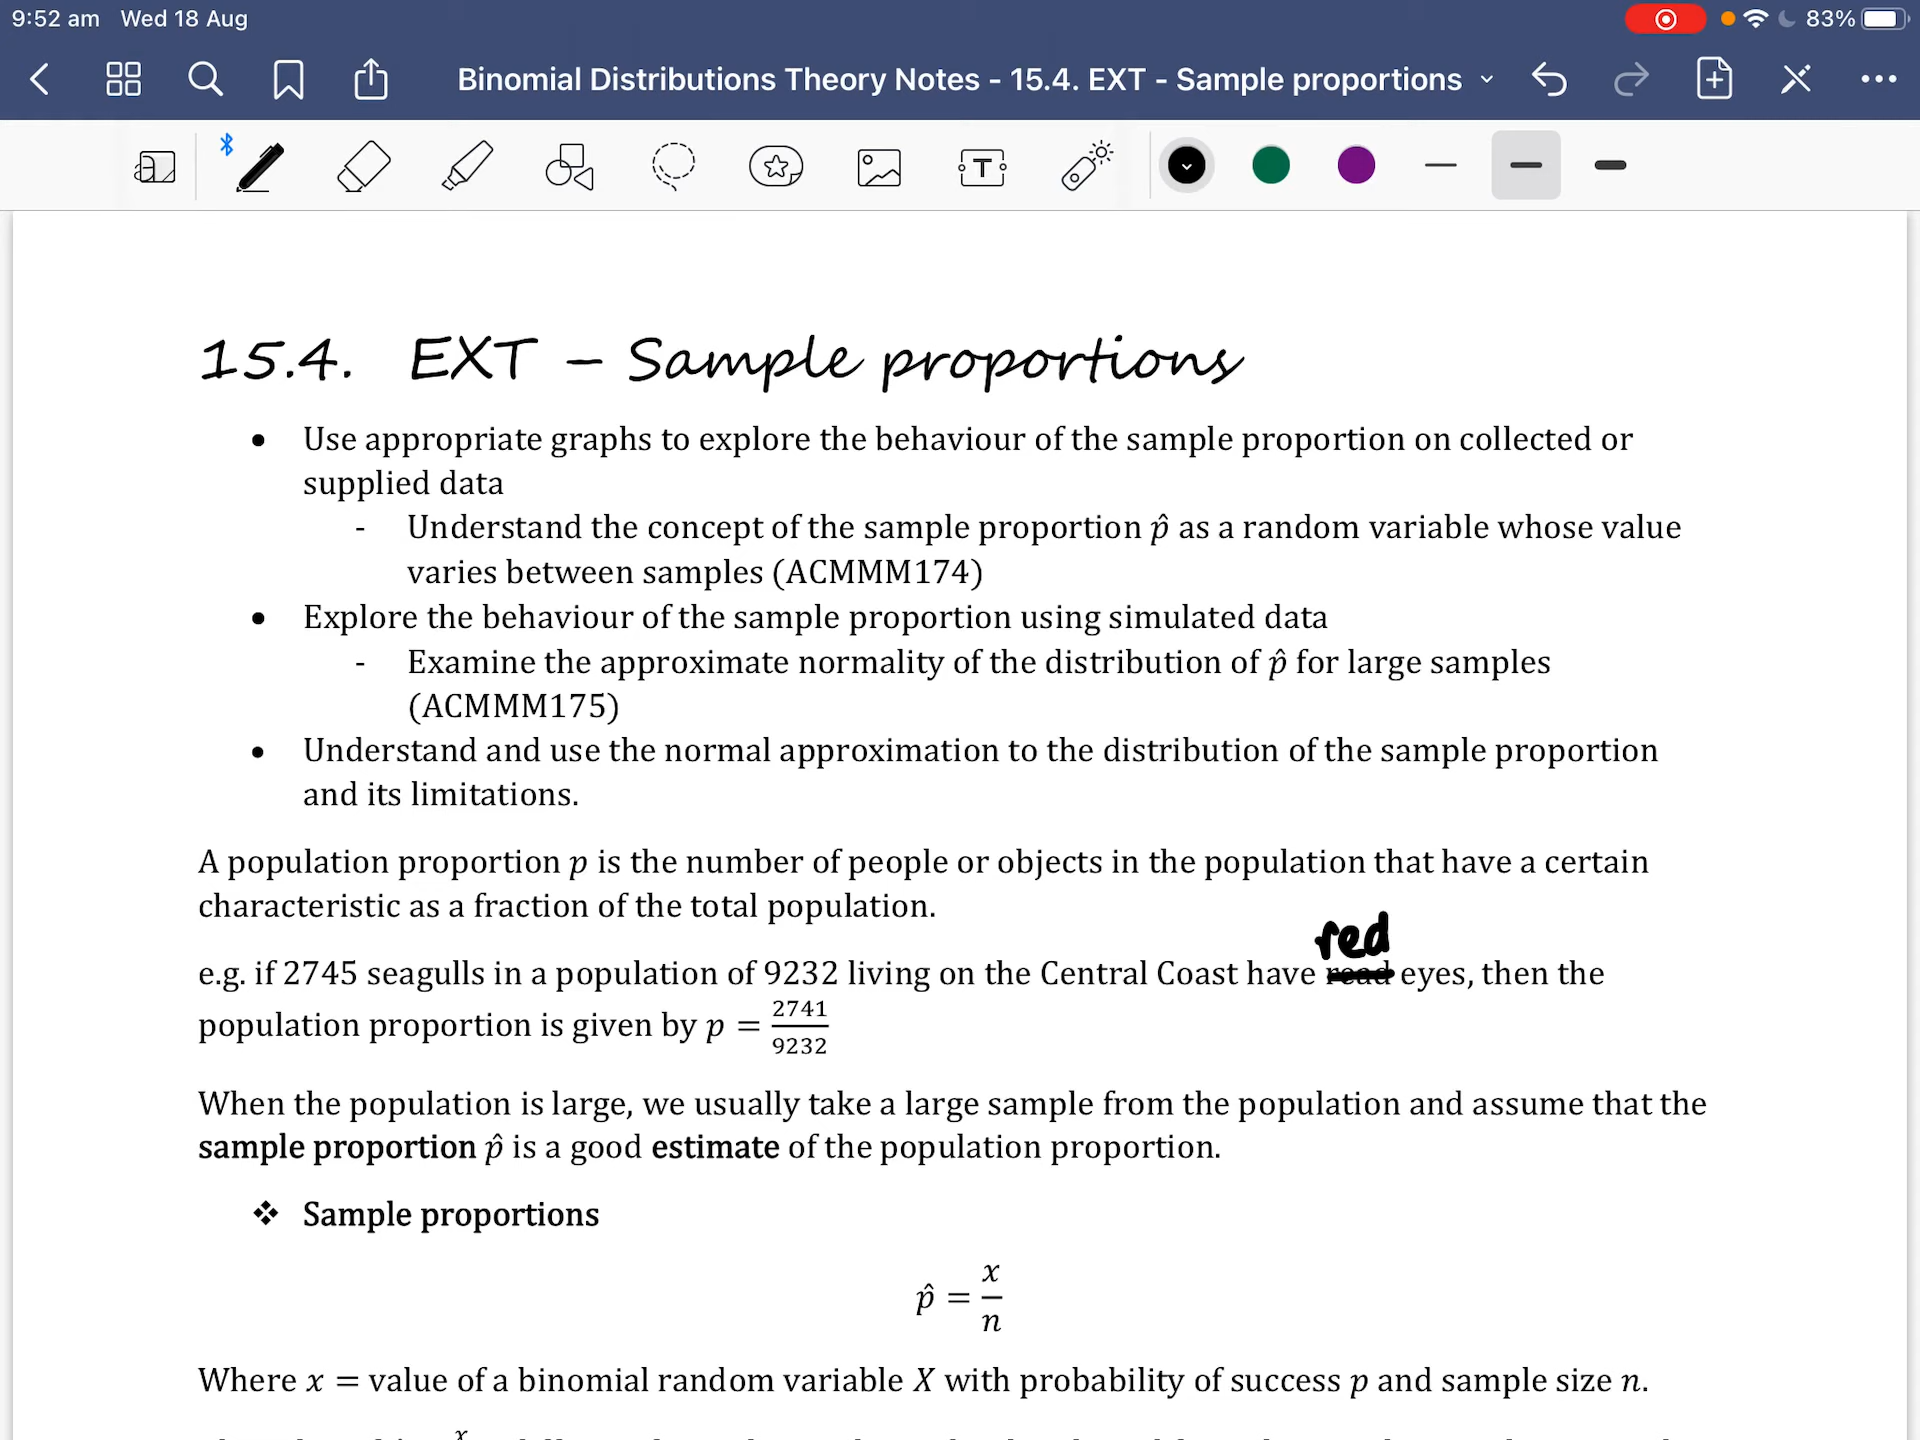 9:52 am Wed 18 Aug 83%
Binomial Distributions Theory Notes - 15.4. EXT - Sample proportions
15.4. EXT – Sample proportions
• Use appropriate graphs to explore the behaviour of the sample proportion on collected or
supplied data
- Understand the concept of the sample proportion p̂ as a random variable whose value
varies between samples (ACMMM174)
• Explore the behaviour of the sample proportion using simulated data
- Examine the approximate normality of the distribution of p̂ for large samples
(ACMMM175)
• Understand and use the normal approximation to the distribution of the sample proportion
and its limitations.
A population proportion p is the number of people or objects in the population that have a certain
characteristic as a fraction of the total population.
red
e.g. if 2745 seagulls in a population of 9232 living on the Central Coast have read eyes, then the
population proportion is given by p = 2741/9232
When the population is large, we usually take a large sample from the population and assume that the
sample proportion p̂ is a good estimate of the population proportion.
❖ Sample proportions
p̂ = x/n
Where x = value of a binomial random variable X with probability of success p and sample size n.